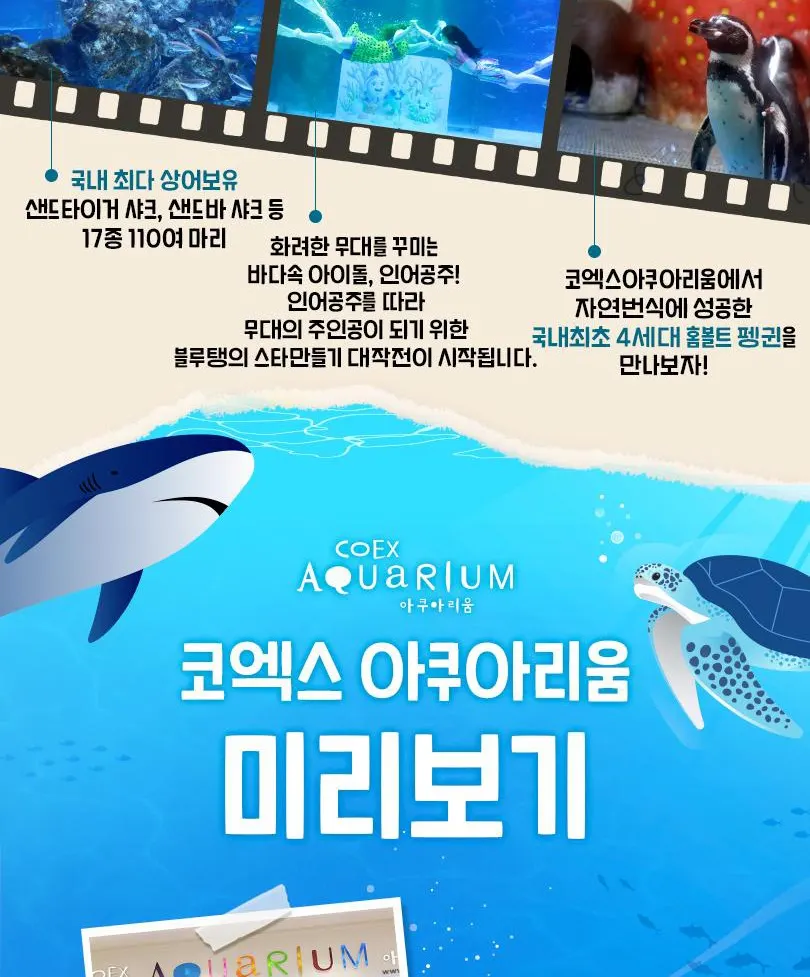 국내 최다 상어보유
샌드타이거 샤크, 샌드바 샤크 등
17종 110여 마리
화려한 무대를 꾸미는
바다속 아이돌, 인어공주!
인어공주를 따라
무대의 주인공이 되기 위한
블루탱의 스타만들기 대작전이 시작됩니다.
코엑스아쿠아리움에서
자연번식에 성공한
국내최초 4세대 홈볼트 펭귄을
만나보자!
COEX
AQUARIUM
아쿠아리움
코엑스 아쿠아리움
미리보기
COEX AQUARIUM 아
www.